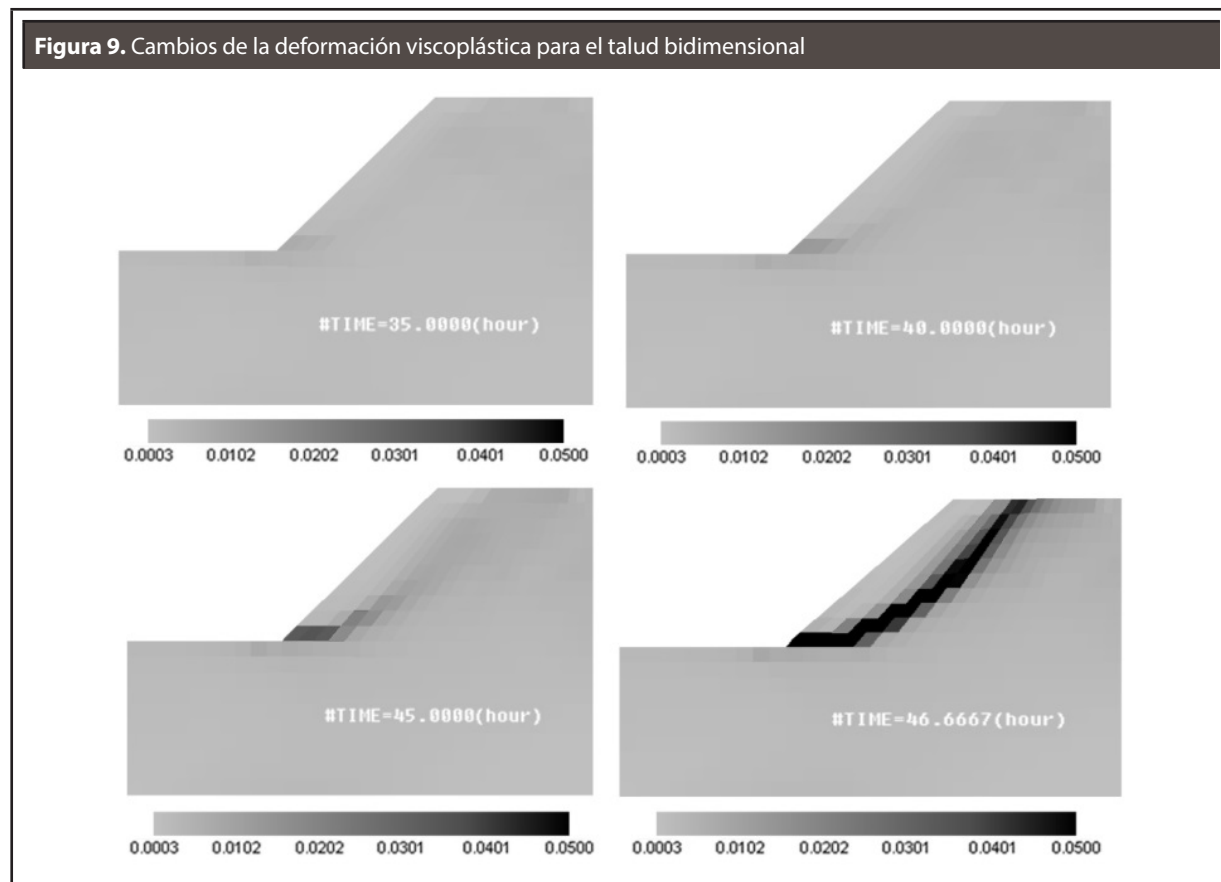 Figura 9. Cambios de la deformación viscoplástica para el talud bidimensional
#TIME=35.0000(hour)
0.0003 0.0102 0.0202 0.0301 0.0401 0.0500
#TIME=40.0000(hour)
0.0003 0.0102 0.0202 0.0301 0.0401 0.0500
#TIME=45.0000(hour)
0.0003 0.0102 0.0202 0.0301 0.0401 0.0500
#TIME=46.6667(hour)
0.0003 0.0102 0.0202 0.0301 0.0401 0.0500